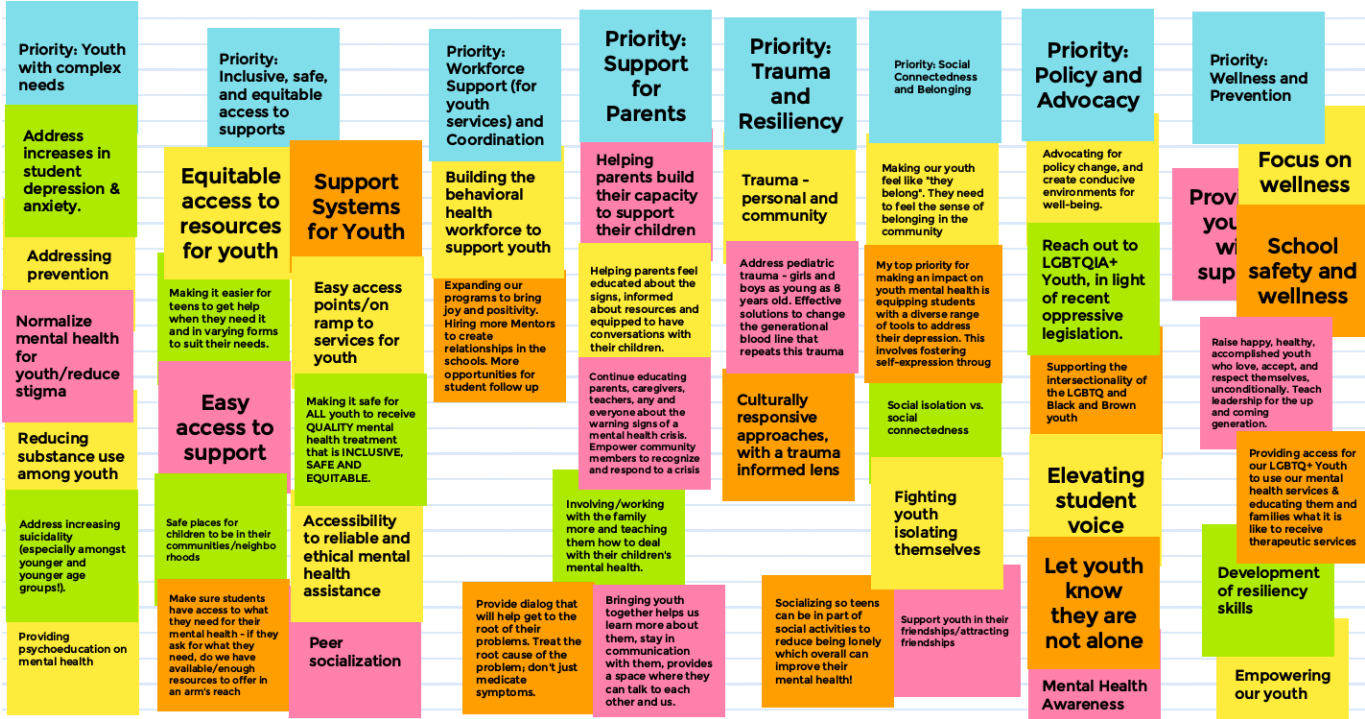 Priority: Youth
with complex
needs
Address
increases in
student
depression &
anxiety.
Addressing
prevention
Normalize
mental health
for
youth/reduce
stigma
Reducing
substance use
among youth
Address increasing
suicidality
(especially amongst
younger and
younger age
groups!).
Providing
psychoeducation on
mental health
Priority:
Inclusive, safe,
and equitable
access to
supports
Equitable
access to
resources
for youth
Making it easier for
teens to get help
when they need it
and in varying forms
to suit their needs.
Easy
access to
support
Safe places for
children to be in their
communities/neighbo
rhoods
Make sure students
have access to what
they need for their
mental health - if they
ask for what they
need, do we have
available/enough
resources to offer in
an arm's reach
Support
Systems
for Youth
Easy access
points/on
ramp to
services for
youth
Making it safe for
ALL youth to receive
QUALITY mental
health treatment
that is INCLUSIVE,
SAFE AND
EQUITABLE.
Accessibility
to reliable and
ethical mental
health
assistance
Peer
socialization
Priority:
Workforce
Support (for
youth
services) and
Coordination
Building the
behavioral
health
workforce to
support youth
Expanding our
programs to bring
joy and positivity.
Hiring more Mentors
to create
relationships in the
schools. More
opportunities for
student follow up
Priority:
Support
for
Parents
Helping
parents build
their capacity
to support
their children
Helping parents feel
educated about the
signs, informed
about resources and
equipped to have
conversations with
their children.
Continue educating
parents, caregivers,
teachers, any and
everyone about the
warning signs of a
mental health crisis.
Empower community
members to recognize
and respond to a crisis
Involving/working
with the family
more and teaching
them how to deal
with their children's
mental health.
Provide dialog that
will help get to the
root of their
problems. Treat the
root cause of the
problem; don't just
medicate
symptoms.
Bringing youth
together helps us
learn more about
them, stay in
communication
with them, provides
a space where they
can talk to each
other and us.
Priority:
Trauma
and
Resiliency
Trauma -
personal and
community
Address pediatric
trauma - girls and
boys as young as 8
years old. Effective
solutions to change
the generational
blood line that
repeats this trauma
Culturally
responsive
approaches,
with a trauma
informed lens
Priority: Social
Connectedness
and Belonging
Making our youth
feel like "they
belong". They need
to feel the sense of
belonging in the
community
My top priority for
making an impact on
youth mental health is
equipping students
with a diverse range
of tools to address
their depression. This
involves fostering
self-expression throug
Social isolation vs.
social
connectedness
Fighting
youth
isolating
themselves
Socializing so teens
can be in part of
social activities to
reduce being lonely
which overall can
improve their
mental health!
Support youth in their
friendships/attracting
friendships
Priority:
Policy and
Advocacy
Advocating for
policy change, and
create conducive
environments for
well-being.
Reach out to
LGBTQIA+
Youth, in light
of recent
oppressive
legislation.
Supporting the
intersectionality of
the LGBTQ and
Black and Brown
youth
Elevating
student
voice
Let youth
know
they are
not alone
Mental Health
Awareness
Priority:
Wellness and
Prevention
Focus on
wellness
School
safety and
wellness
Raise happy, healthy,
accomplished youth
who love, accept, and
respect themselves,
unconditionally. Teach
leadership for the up
and coming
generation.
Providing access for
our LGBTQ+ Youth
to use our mental
health services &
educating them and
families what it is
like to receive
therapeutic services
Development
of resiliency
skills
Empowering
our youth